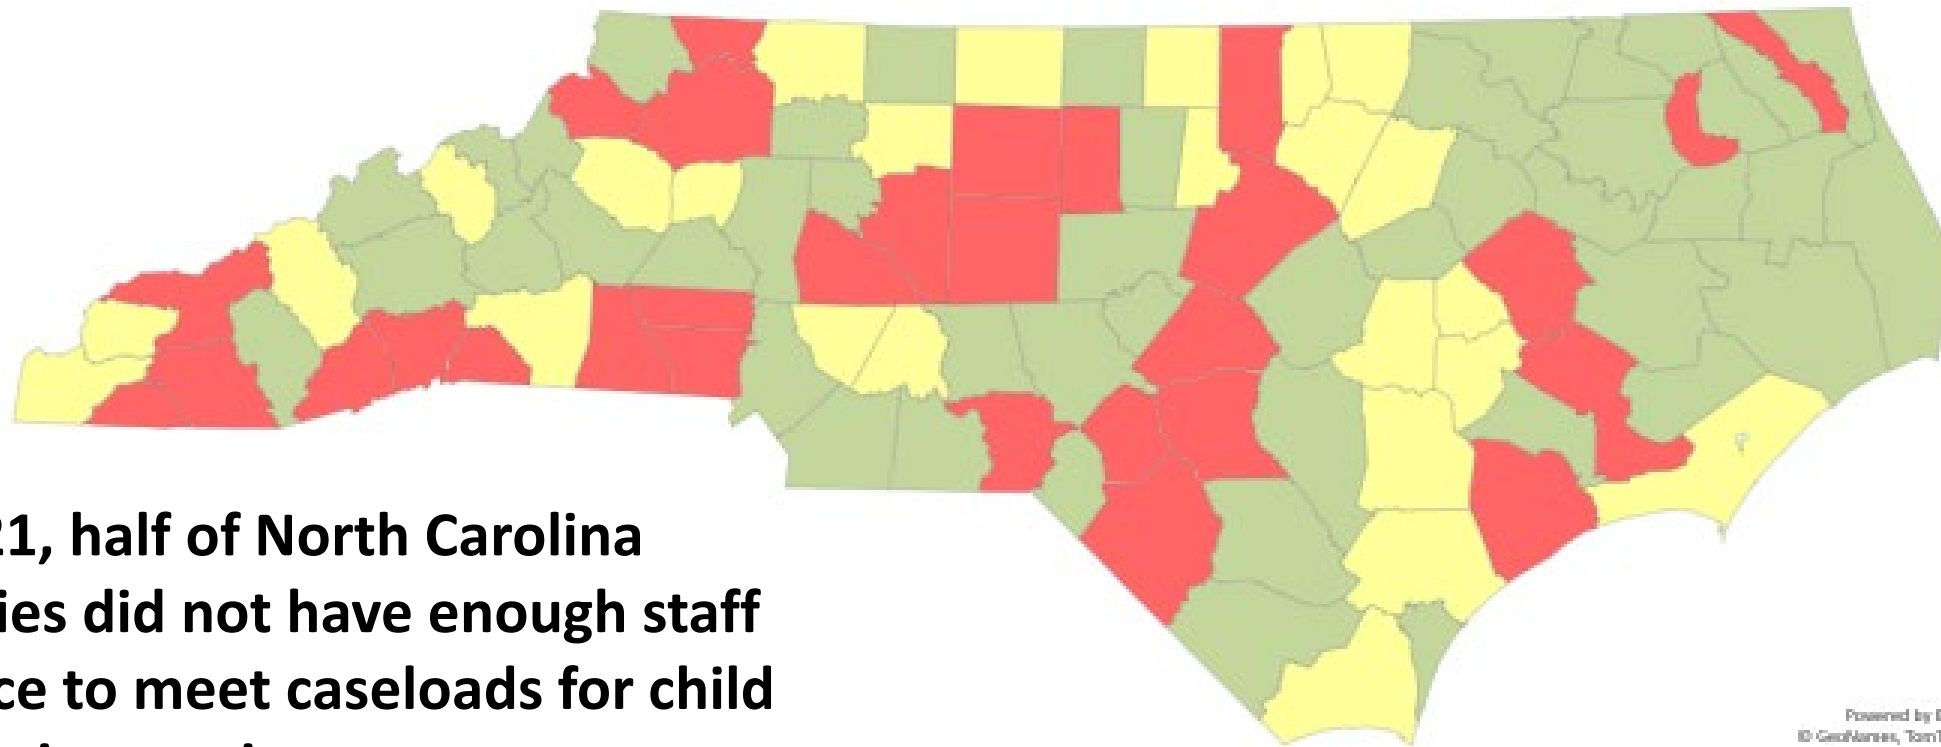 21, half of North Carolina
ies did not have enough staff
ce to meet caseloads for child
Powered by
© GeoNames, TomT